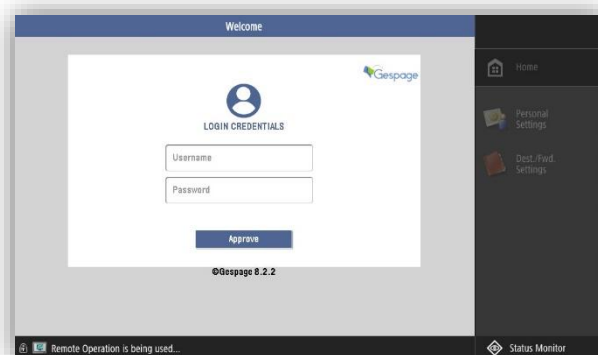 Welcome
Gespage
LOGIN CREDENTIALS
Username
Password
Approve
©Gespage 8.2.2
Home
Personal
Settings
Dest./Fwd.
Settings
Remote Operation is being used...
Status Monitor